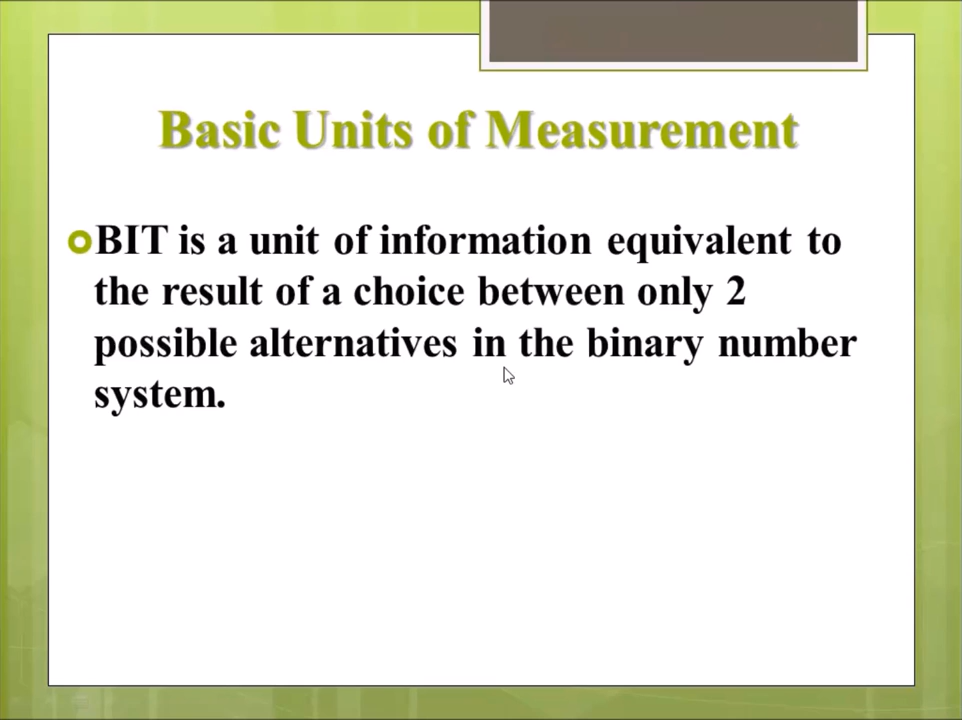 Basic Units of Measurement
BIT is a unit of information equivalent to
the result of a choice between only 2
possible alternatives in the binary number
system.